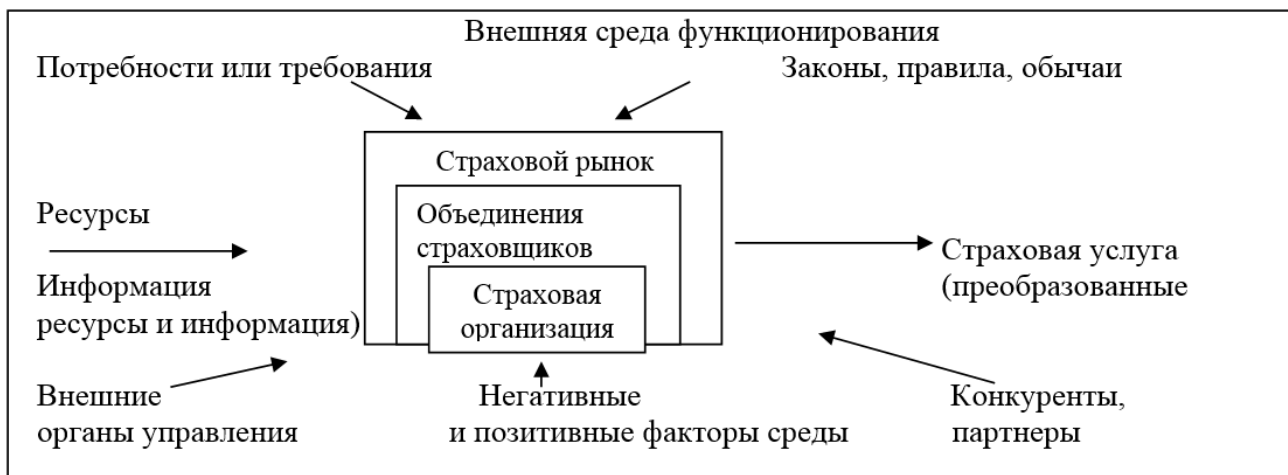 Внешняя среда функционирования
Потребности или требования
Законы, правила, обычаи
Страховой рынок
Ресурсы
Объединения
страховщиков
Страховая услуга
(преобразованные
Информация
ресурсы и информация)
Страховая
организация
Внешние
органы управления
Негативные
и позитивные факторы среды
Конкуренты,
партнеры